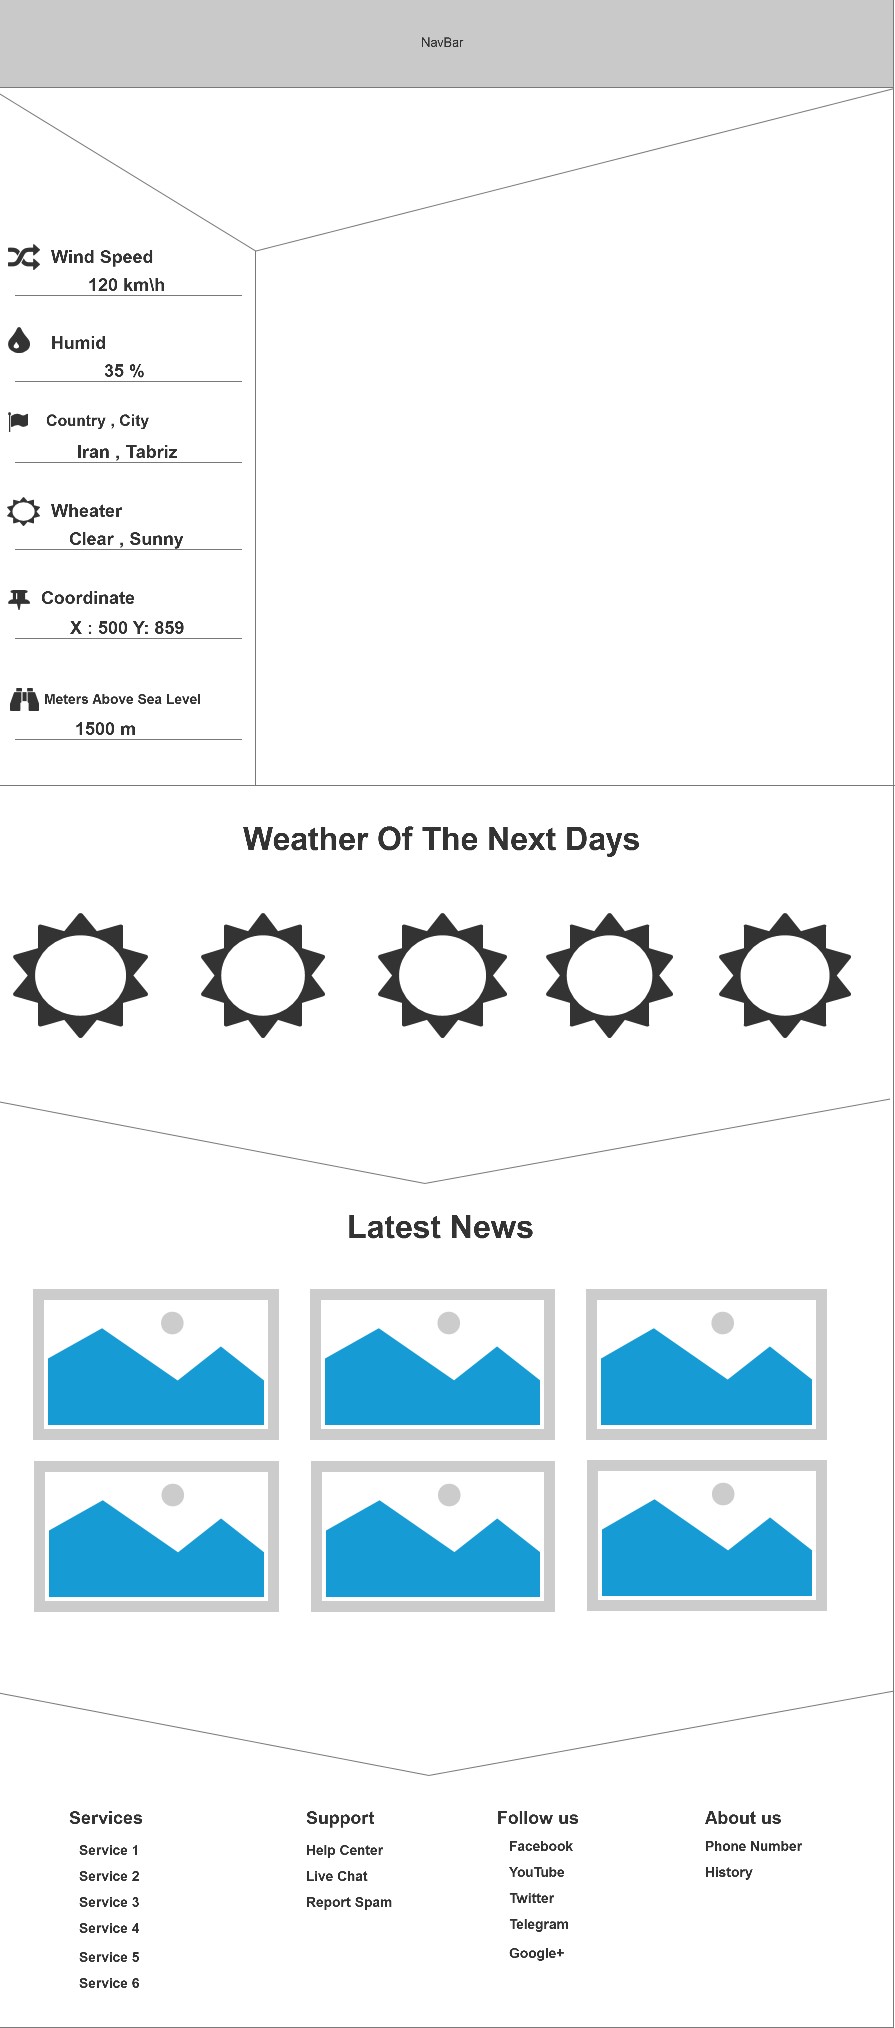 NavBar
Wind Speed
120 km\h
Humid
35 %
Country , City
Iran , Tabriz
Wheater
Clear , Sunny
Coordinate
X : 500 Y: 859
Meters Above Sea Level
1500 m
Weather Of The Next Days
Latest News
Services
Service 1
Service 2
Service 3
Service 4
Service 5
Service 6
Support
Help Center
Live Chat
Report Spam
Follow us
Facebook
YouTube
Twitter
Telegram
Google+
About us
Phone Number
History